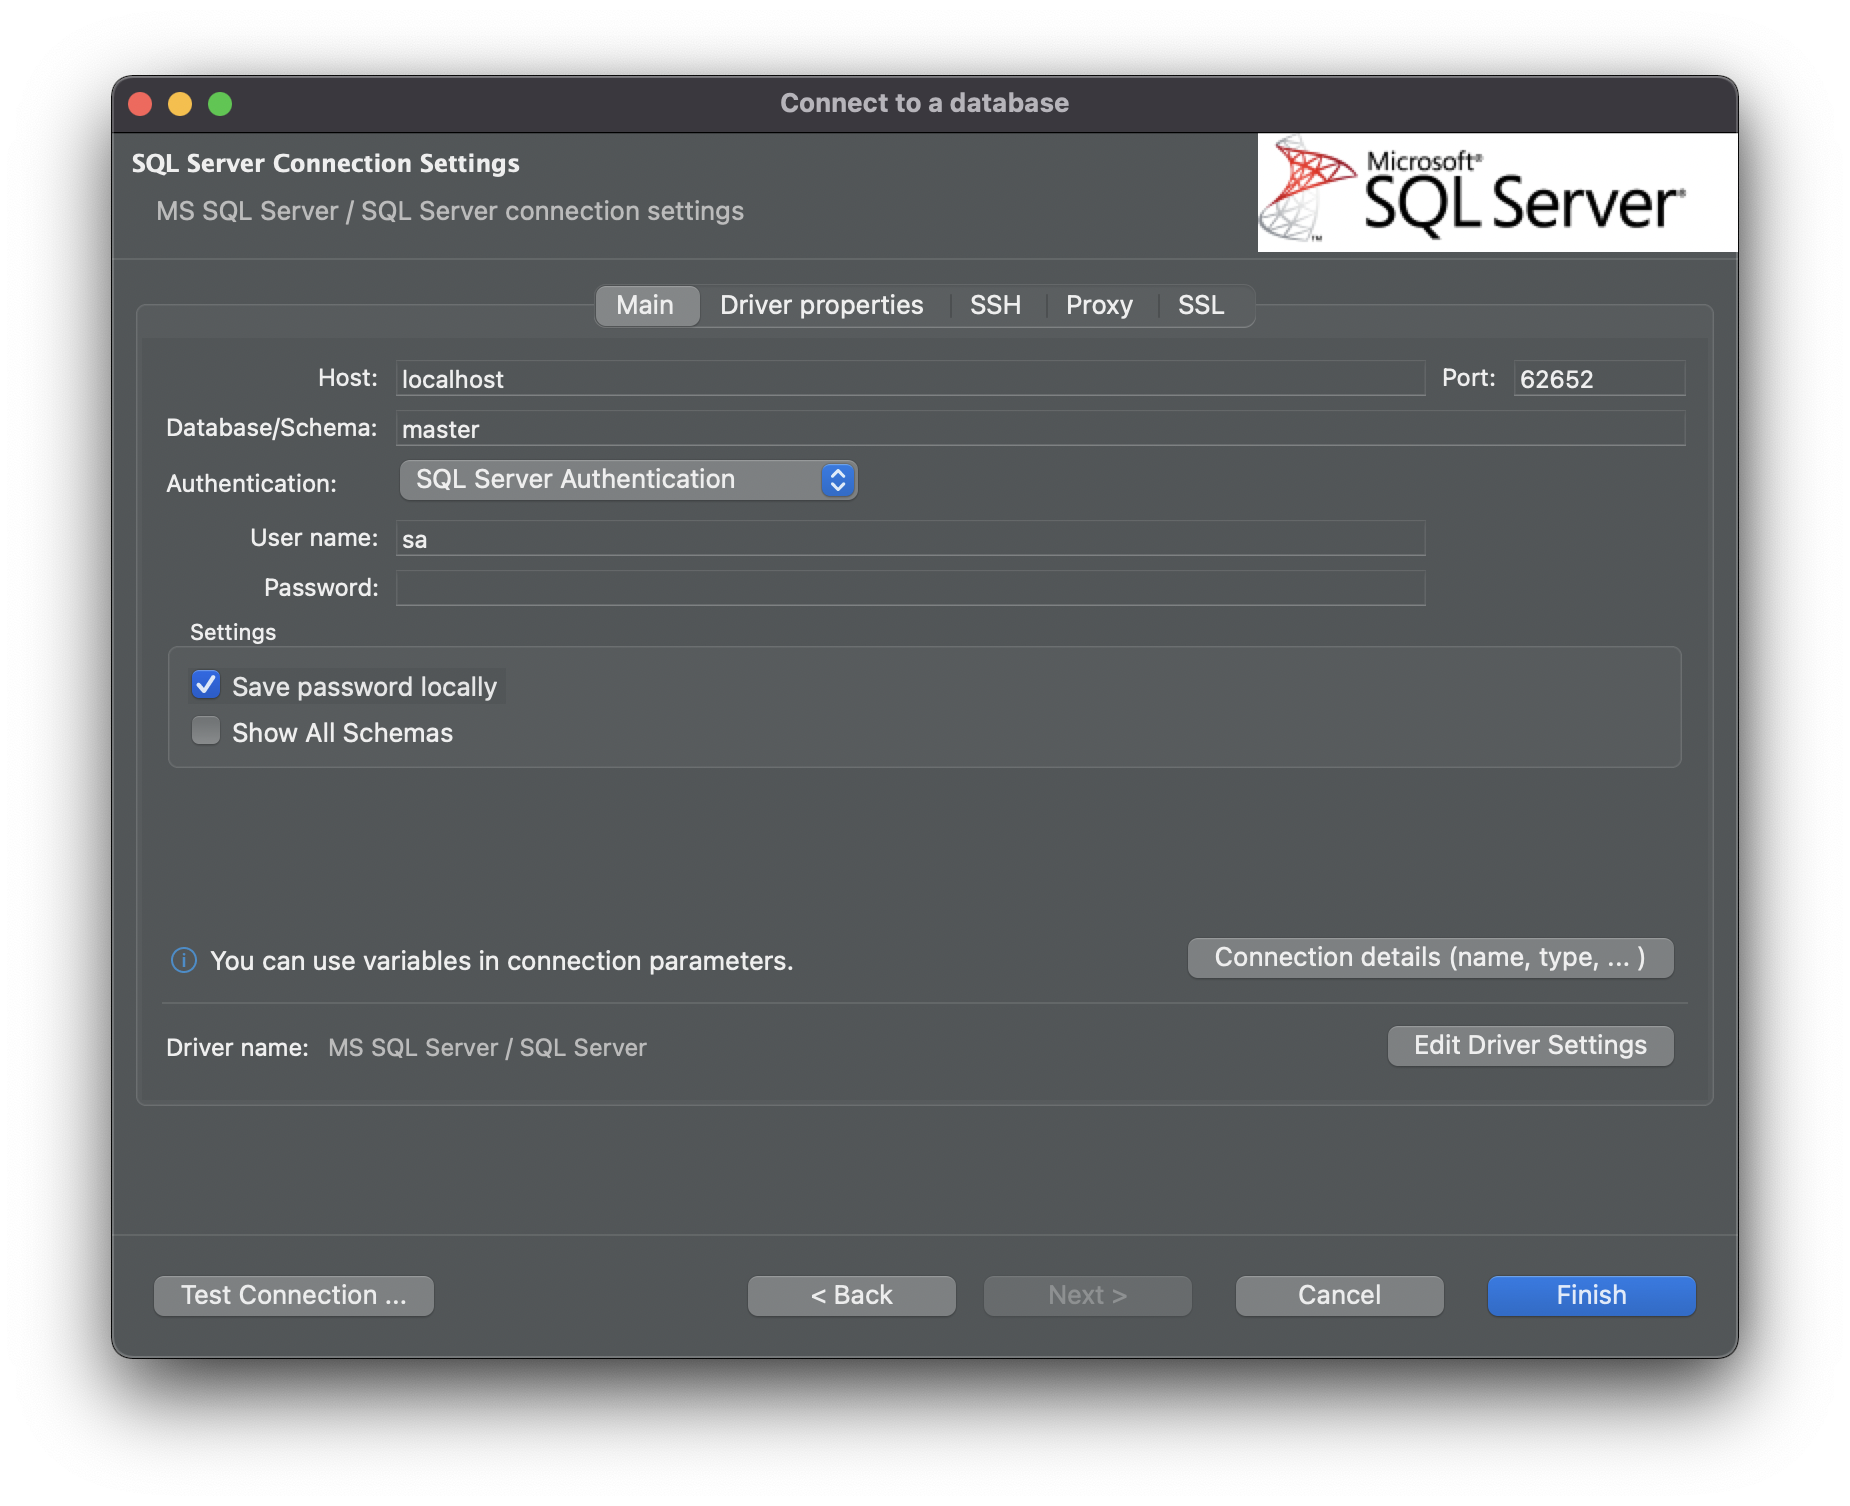 Connect to a database
SQL Server Connection Settings
MS SQL Server / SQL Server connection settings
Microsoft®
SQL Server®
™
Main Driver properties SSH Proxy SSL
Host: localhost Port: 62652
Database/Schema: master
Authentication: SQL Server Authentication
User name: sa
Password:
Settings
Save password locally
Show All Schemas
You can use variables in connection parameters. Connection details (name, type, ... )
Driver name: MS SQL Server / SQL Server Edit Driver Settings
Test Connection ... < Back Next > Cancel Finish